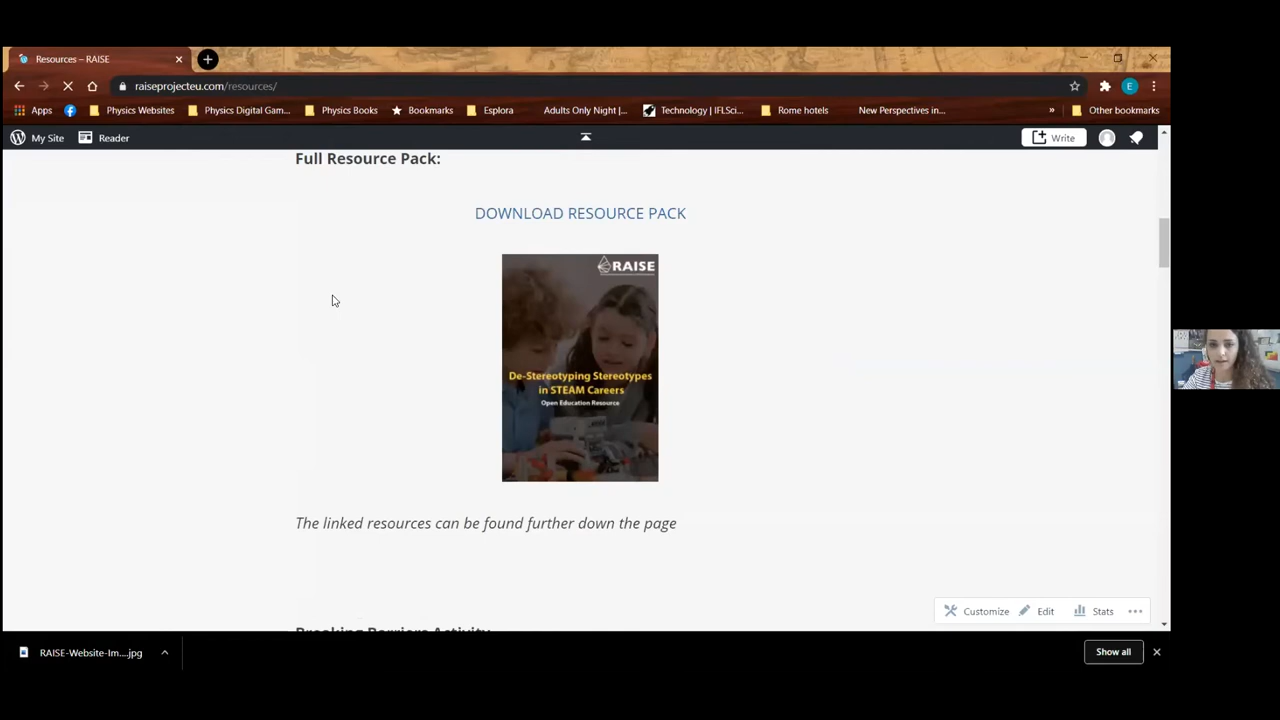 Resources – RAISE
raiseprojecteu.com/resources/
E
Apps
Physics Websites
Physics Digital Gam...
Physics Books
Bookmarks
Esplora
Adults Only Night |...
Technology | IFLSci...
Rome hotels
New Perspectives in...
»
Other bookmarks
My Site
Reader
Write
Full Resource Pack:
DOWNLOAD RESOURCE PACK
RAISE
De-Stereotyping Stereotypes
in STEAM Careers
Open Education Resource
The linked resources can be found further down the page
Customize
Edit
Stats
Breaking Barriers Activity
RAISE-Website-Im....jpg
Show all